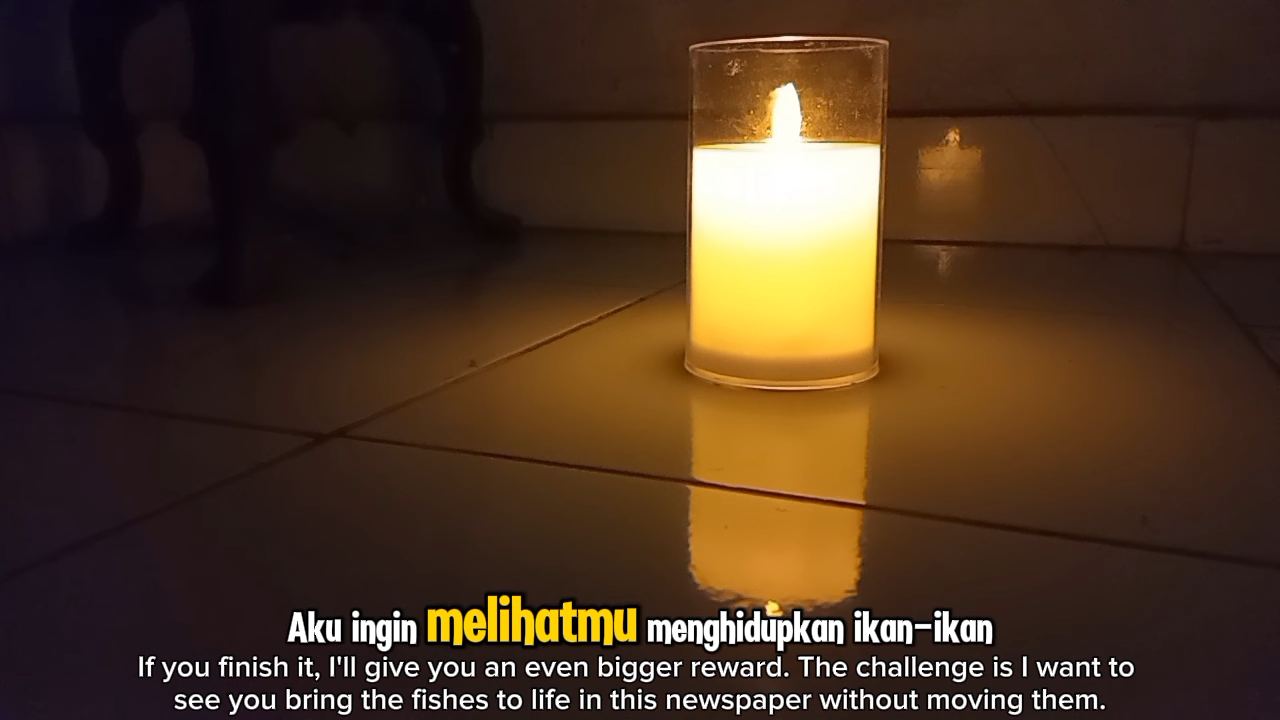 Aku ingin melihatmu menghidupkan ikan-ikan
If you finish it, I'll give you an even bigger reward. The challenge is I want to
see you bring the fishes to life in this newspaper without moving them.